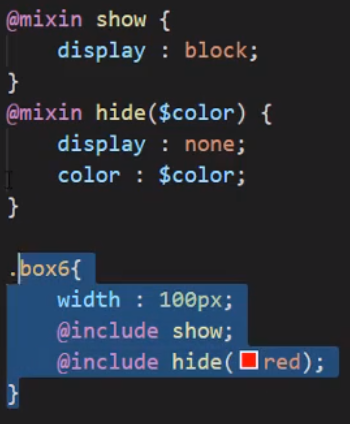 @mixin show {
    display : block;
}
@mixin hide($color) {
    display : none;
    color : $color;
}
.box6{
    width : 100px;
    @include show;
    @include hide(red);
}